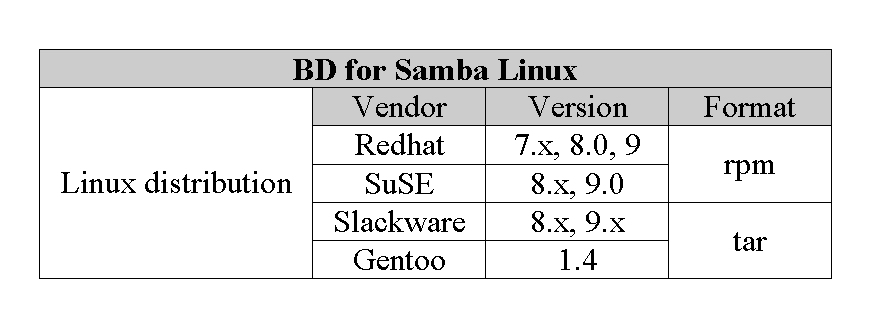 BD for Samba Linux
Vendor Version Format
Redhat 7.x, 8.0, 9
rpm
SuSE 8.x, 9.0
Linux distribution
Slackware 8.x, 9.x
tar
Gentoo 1.4